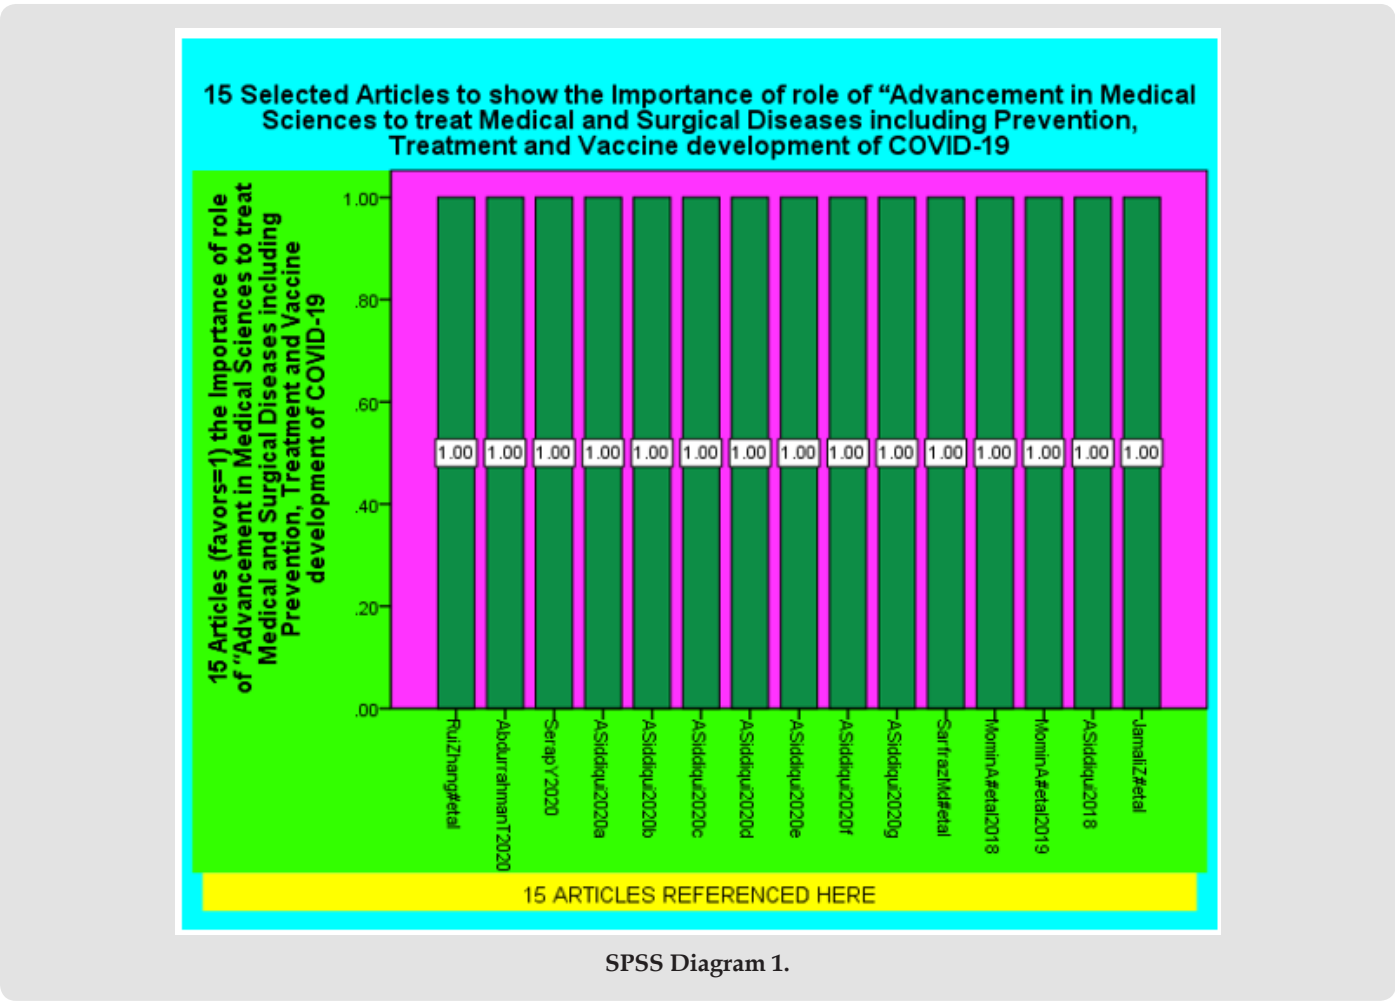 15 Selected Articles to show the Importance of role of “Advancement in Medical
Sciences to treat Medical and Surgical Diseases including Prevention,
Treatment and Vaccine development of COVID-19
15 Articles (favors=1) the Importance of role
of “Advancement in Medical Sciences to treat
Medical and Surgical Diseases including
Prevention, Treatment and Vaccine
development of COVID-19
1.00
.80
.60
.40
.20
.00
1.00 1.00 1.00 1.00 1.00 1.00 1.00 1.00 1.00 1.00 1.00 1.00 1.00 1.00 1.00
RuiZhang#etal
AbdurrahmanT2020
SerapY2020
ASiddiqui2020a
ASiddiqui2020b
ASiddiqui2020c
ASiddiqui2020d
ASiddiqui2020e
ASiddiqui2020f
ASiddiqui2020g
SarfrazMd#etal
MominA#etal2018
MominA#etal2019
ASiddiqui2018
JamaliZ#etal
15 ARTICLES REFERENCED HERE
SPSS Diagram 1.